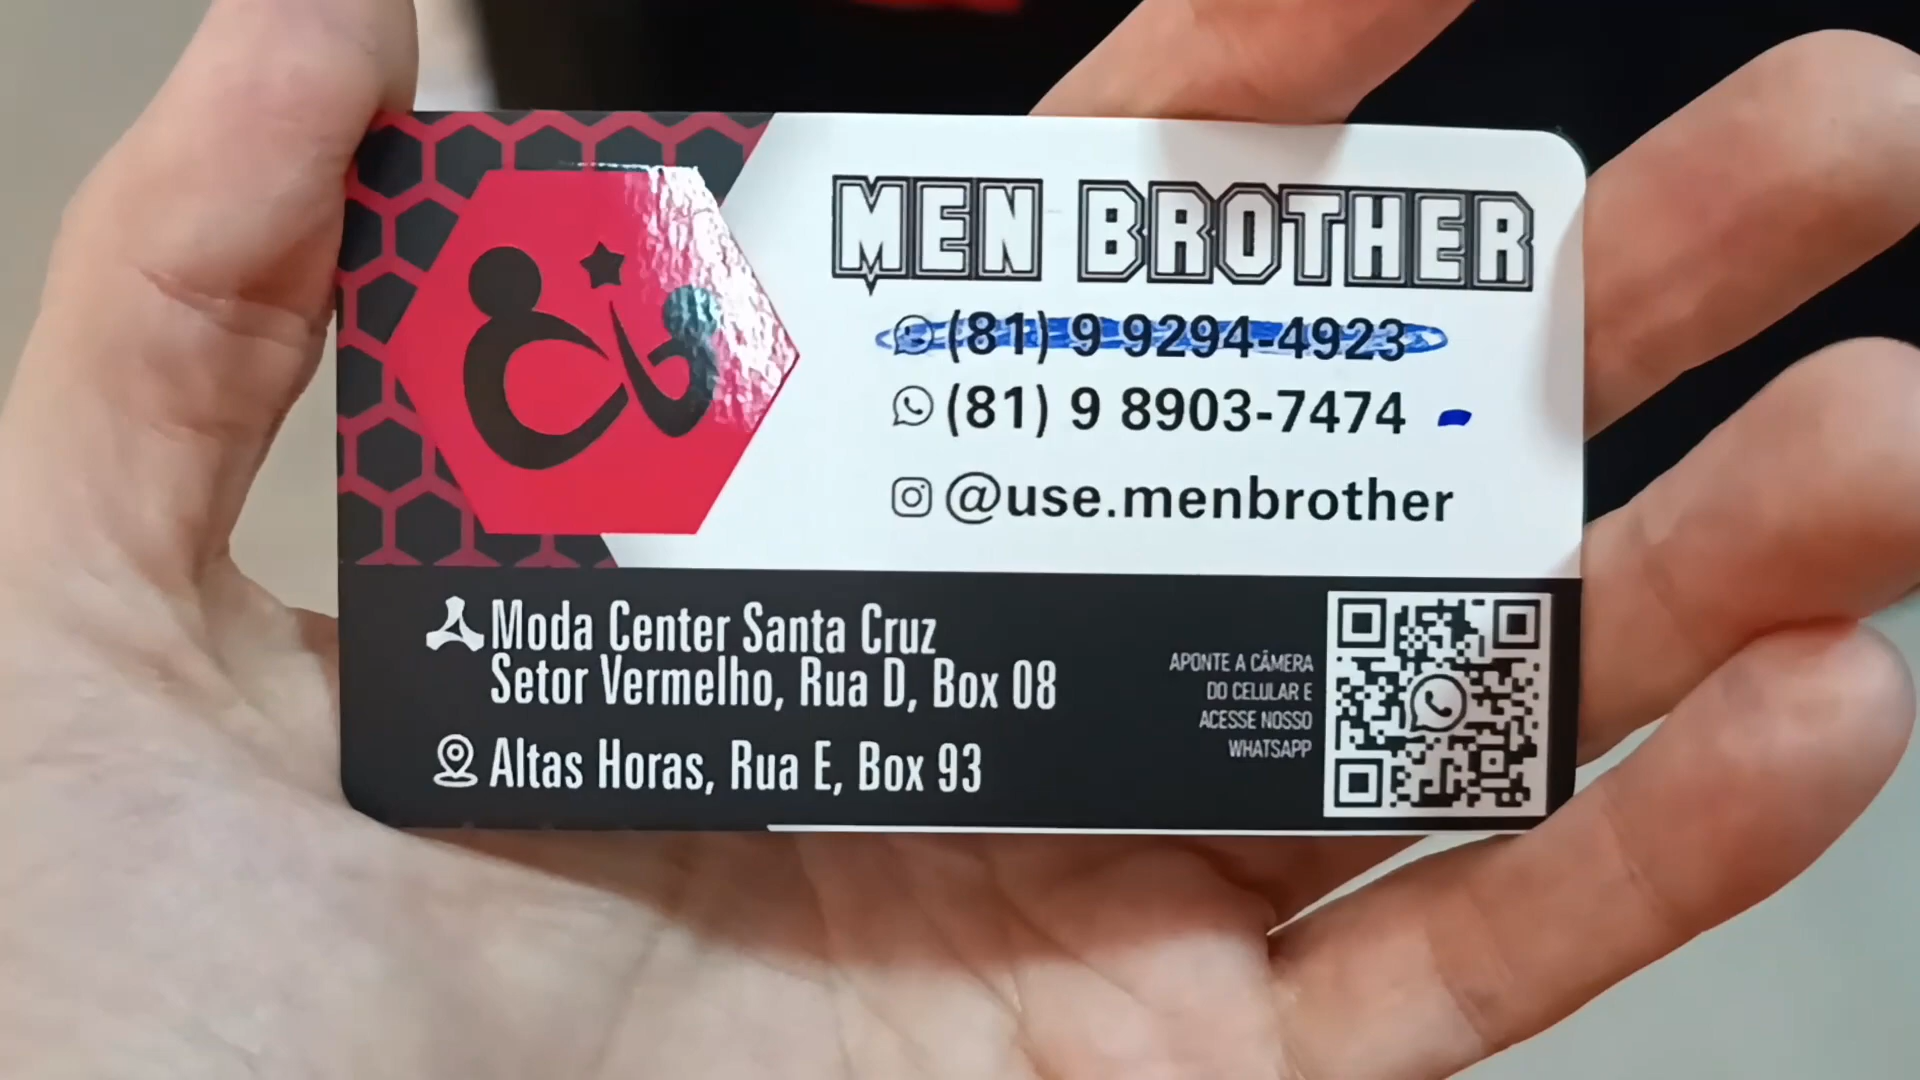 MEN BROTHER
(81) 9 9294-4923
(81) 9 8903-7474
@use.menbrother
Moda Center Santa Cruz
Setor Vermelho, Rua D, Box 08
Altas Horas, Rua E, Box 93
APONTE A CÂMERA
DO CELULAR E
ACESSE NOSSO
WHATSAPP